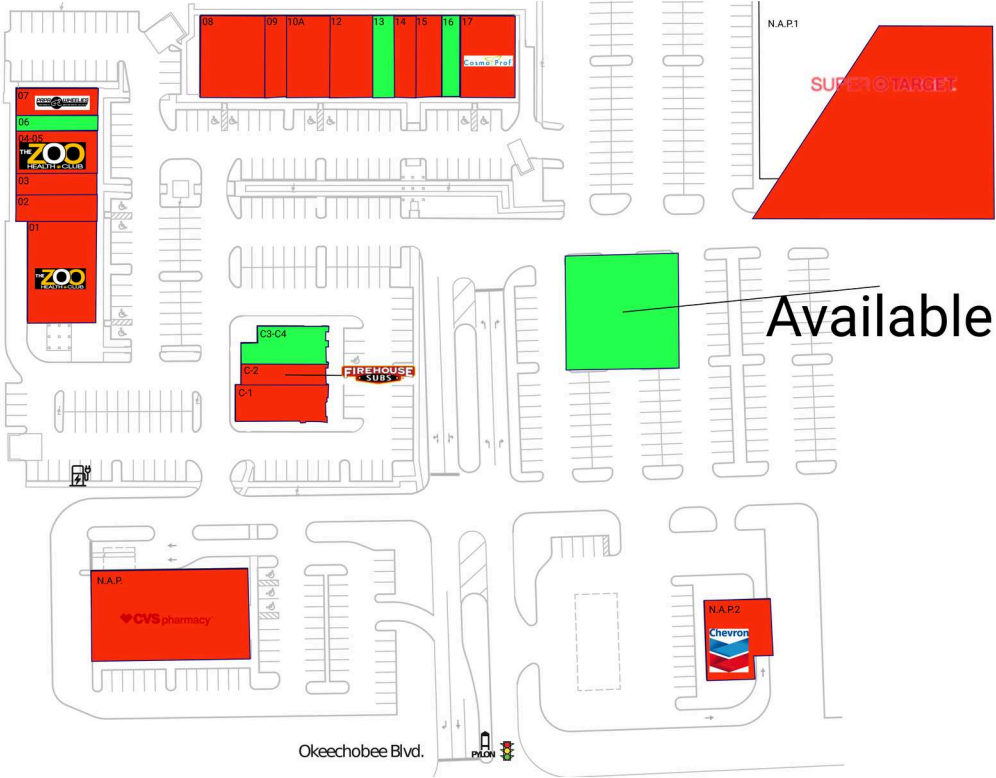 08
09
10A
12
13
14
15
16
17
Cosmo Prof
N.A.P.1
SUPER TARGET
07
PAPA WHEELIES
06
04-05
THE ZOO
HEALTH CLUB
03
02
01
THE ZOO
HEALTH CLUB
Available
C3-C4
C-2
FIREHOUSE
SUBS
C-1
N.A.P.
CVS pharmacy
N.A.P.2
Chevron
Okeechobee Blvd.
PYLON